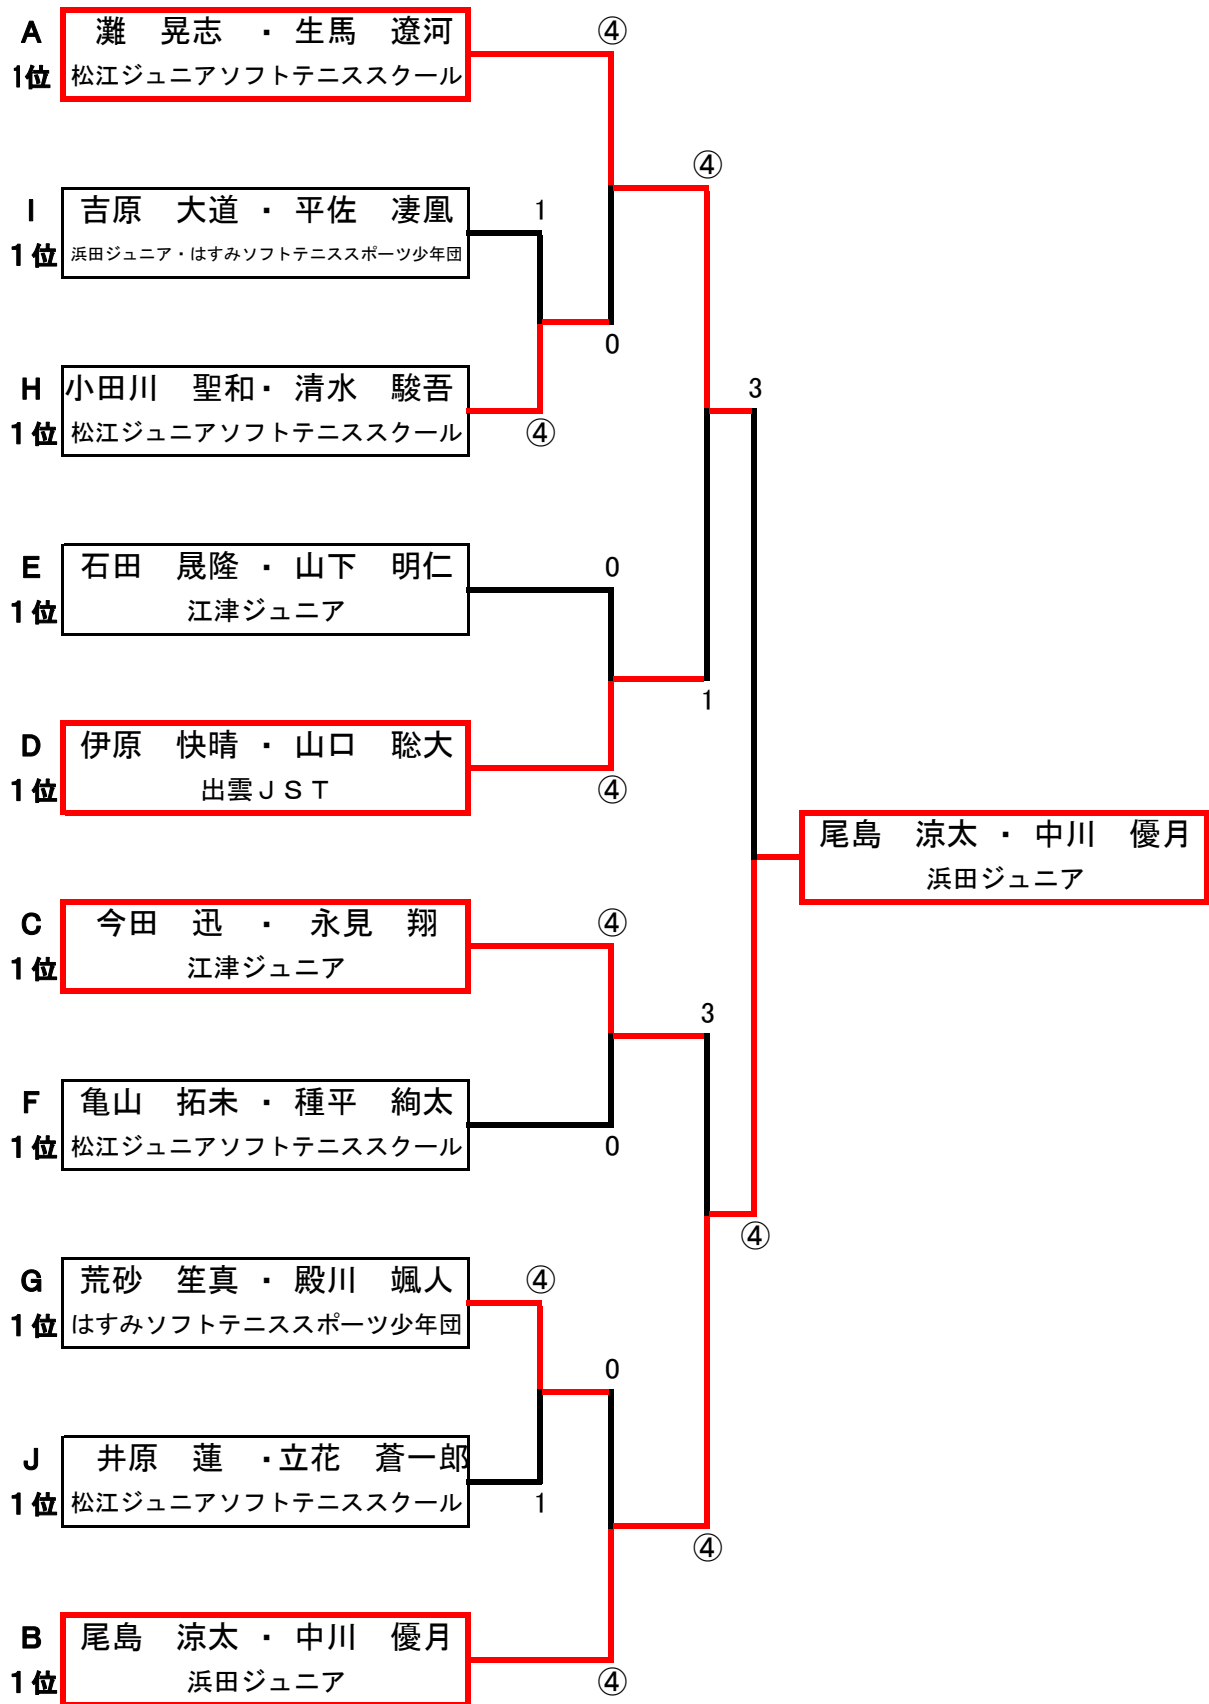 A 灘　晃志　・　生馬　遼河
1位 松江ジュニアソフトテニススクール
④
④
I 吉原　大道　・　平佐　凄凰
1
1位 浜田ジュニア・はすみソフトテニススポーツ少年団
0
H 小田川　聖和・　清水　駿吾
3
1位 松江ジュニアソフトテニススクール
④
E 石田　晟隆　・　山下　明仁
0
1位 江津ジュニア
1
D 伊原　快晴　・　山口　聡大
1位 出雲ＪＳＴ
④
尾島　涼太　・　中川　優月
浜田ジュニア
C 今田　迅　・　永見　翔
④
1位 江津ジュニア
3
F 亀山　拓未　・　種平　絢太
1位 松江ジュニアソフトテニススクール
0
④
G 荒砂　笙真　・　殿川　颯人
④
1位 はすみソフトテニススポーツ少年団
0
J 井原　蓮　・立花　蒼一郎
1位 松江ジュニアソフトテニススクール
1
④
B 尾島　涼太　・　中川　優月
1位 浜田ジュニア
④